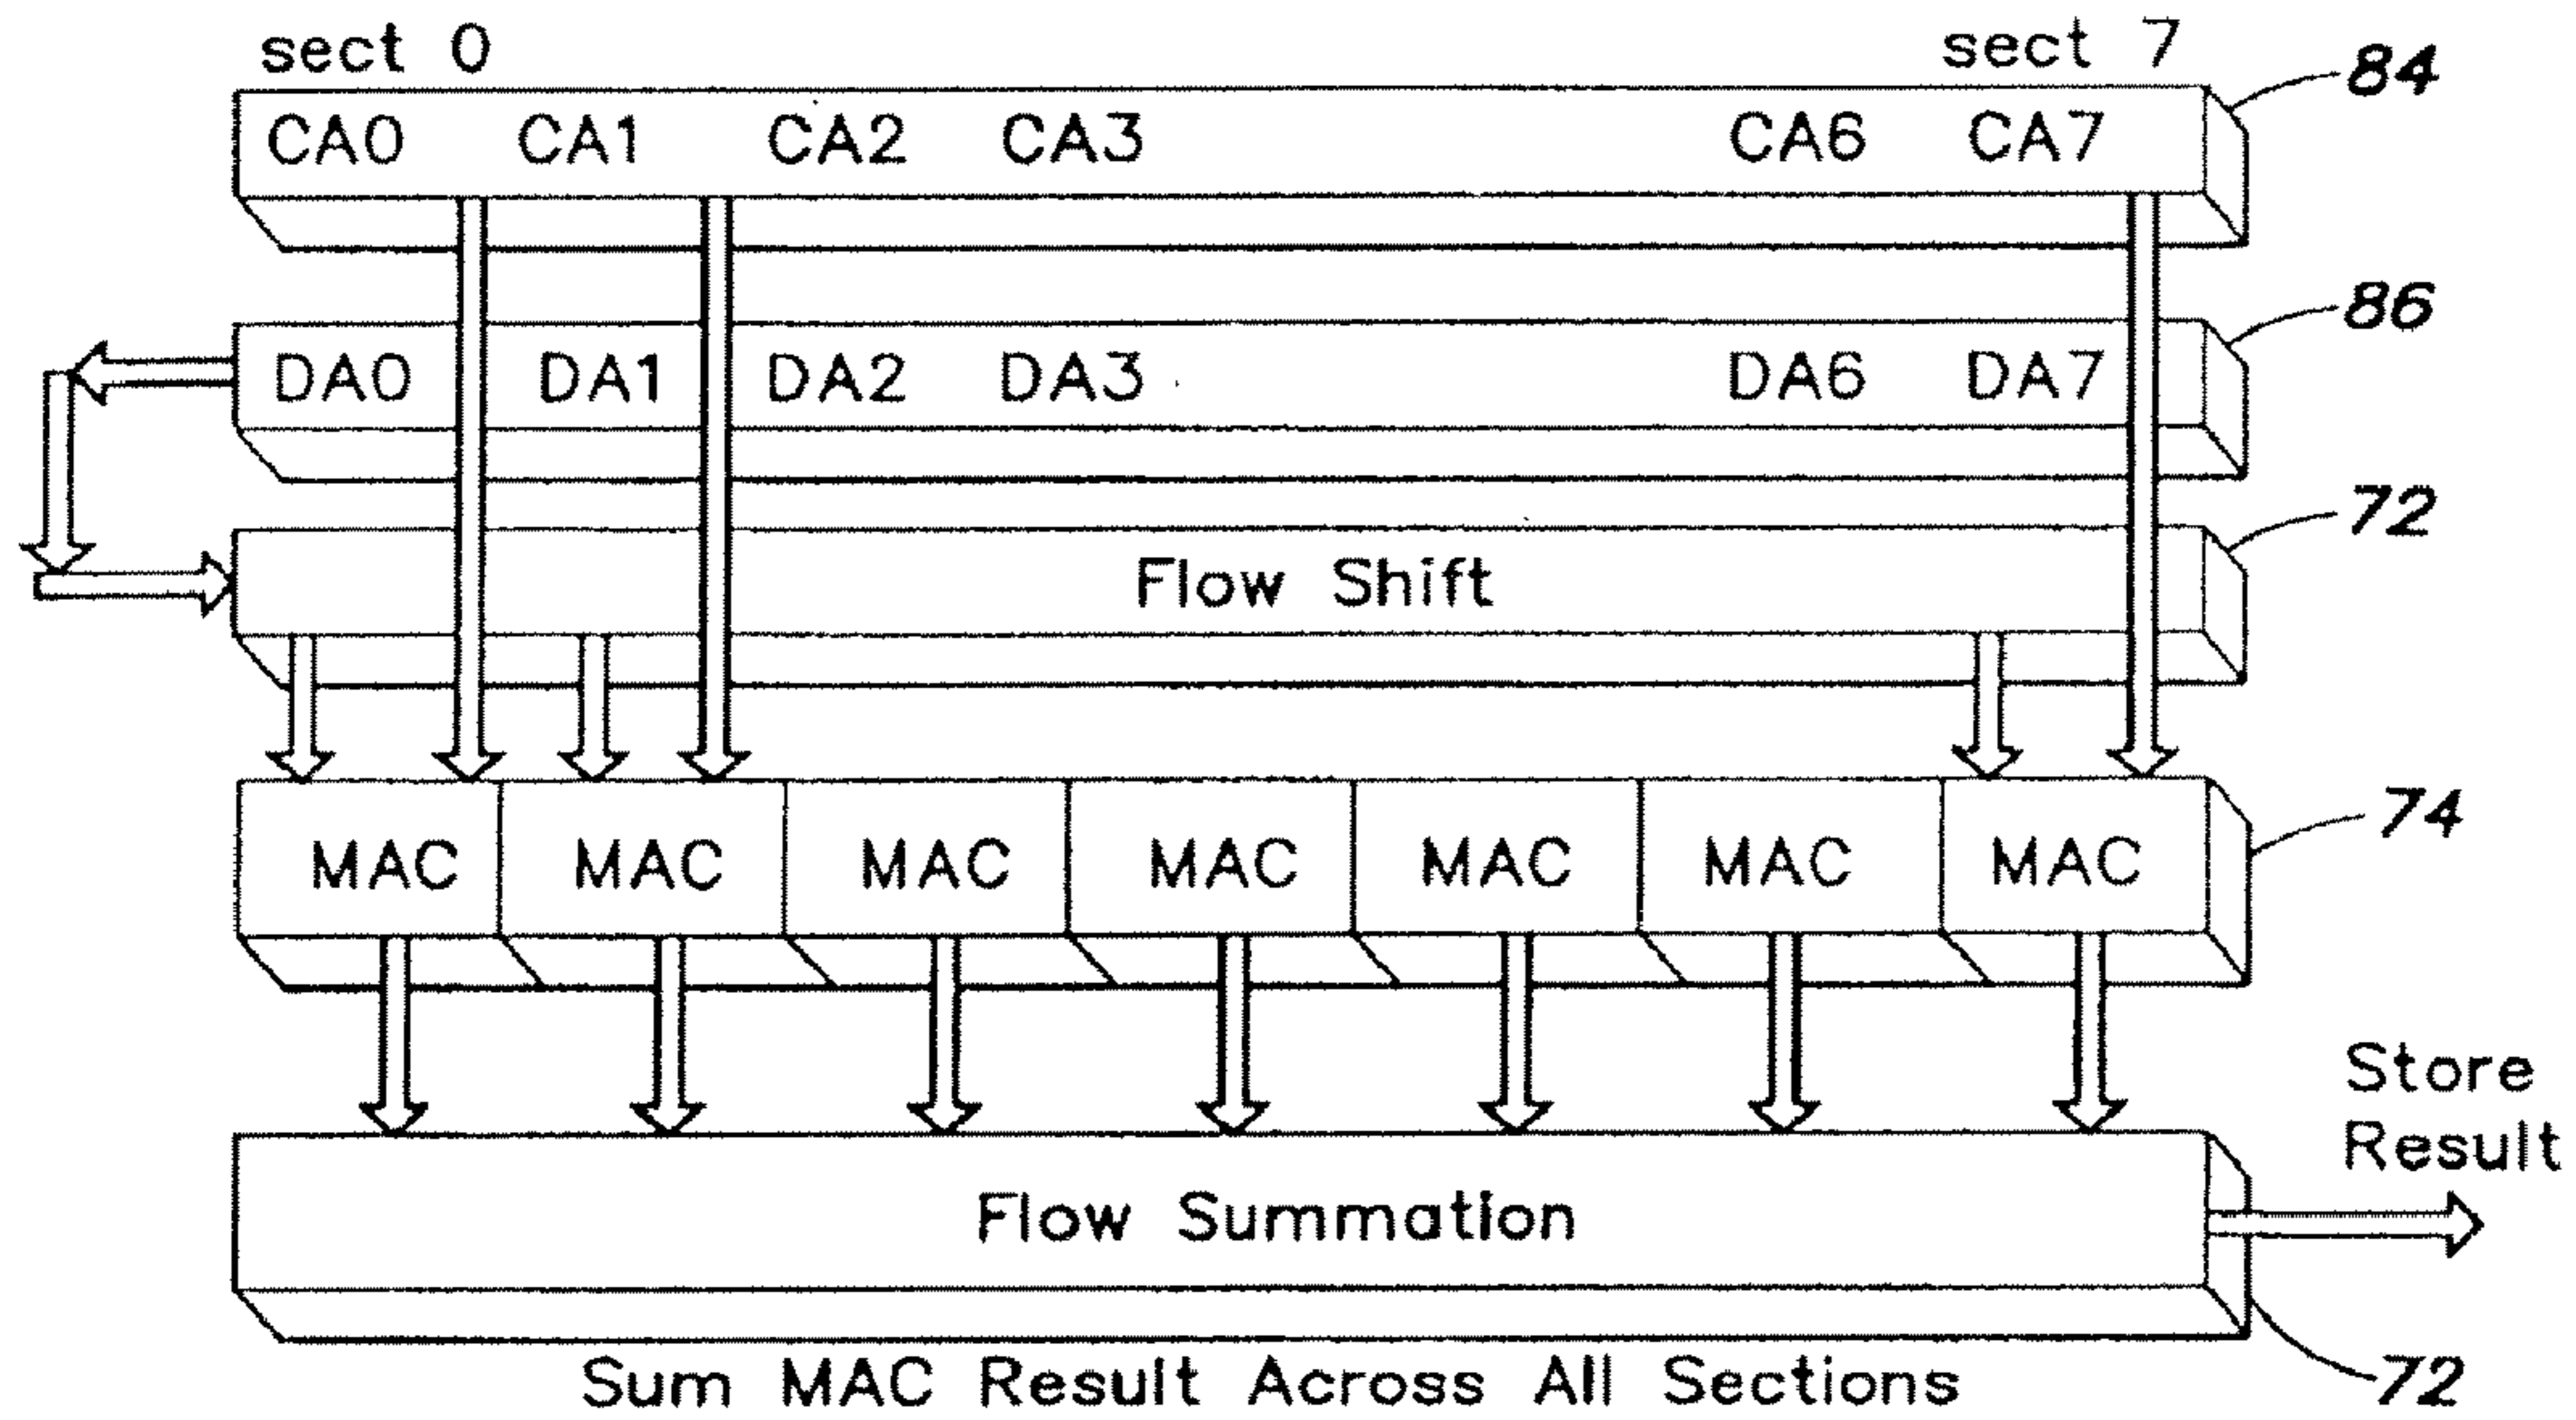 sect 0 sect 7
84
CA0 CA1 CA2 CA3 CA6 CA7
86
DA0 DA1 DA2 DA3 DA6 DA7
72
Flow Shift
74
MAC MAC MAC MAC MAC MAC MAC
Store
Result
Flow Summation
72
Sum MAC Result Across All Sections